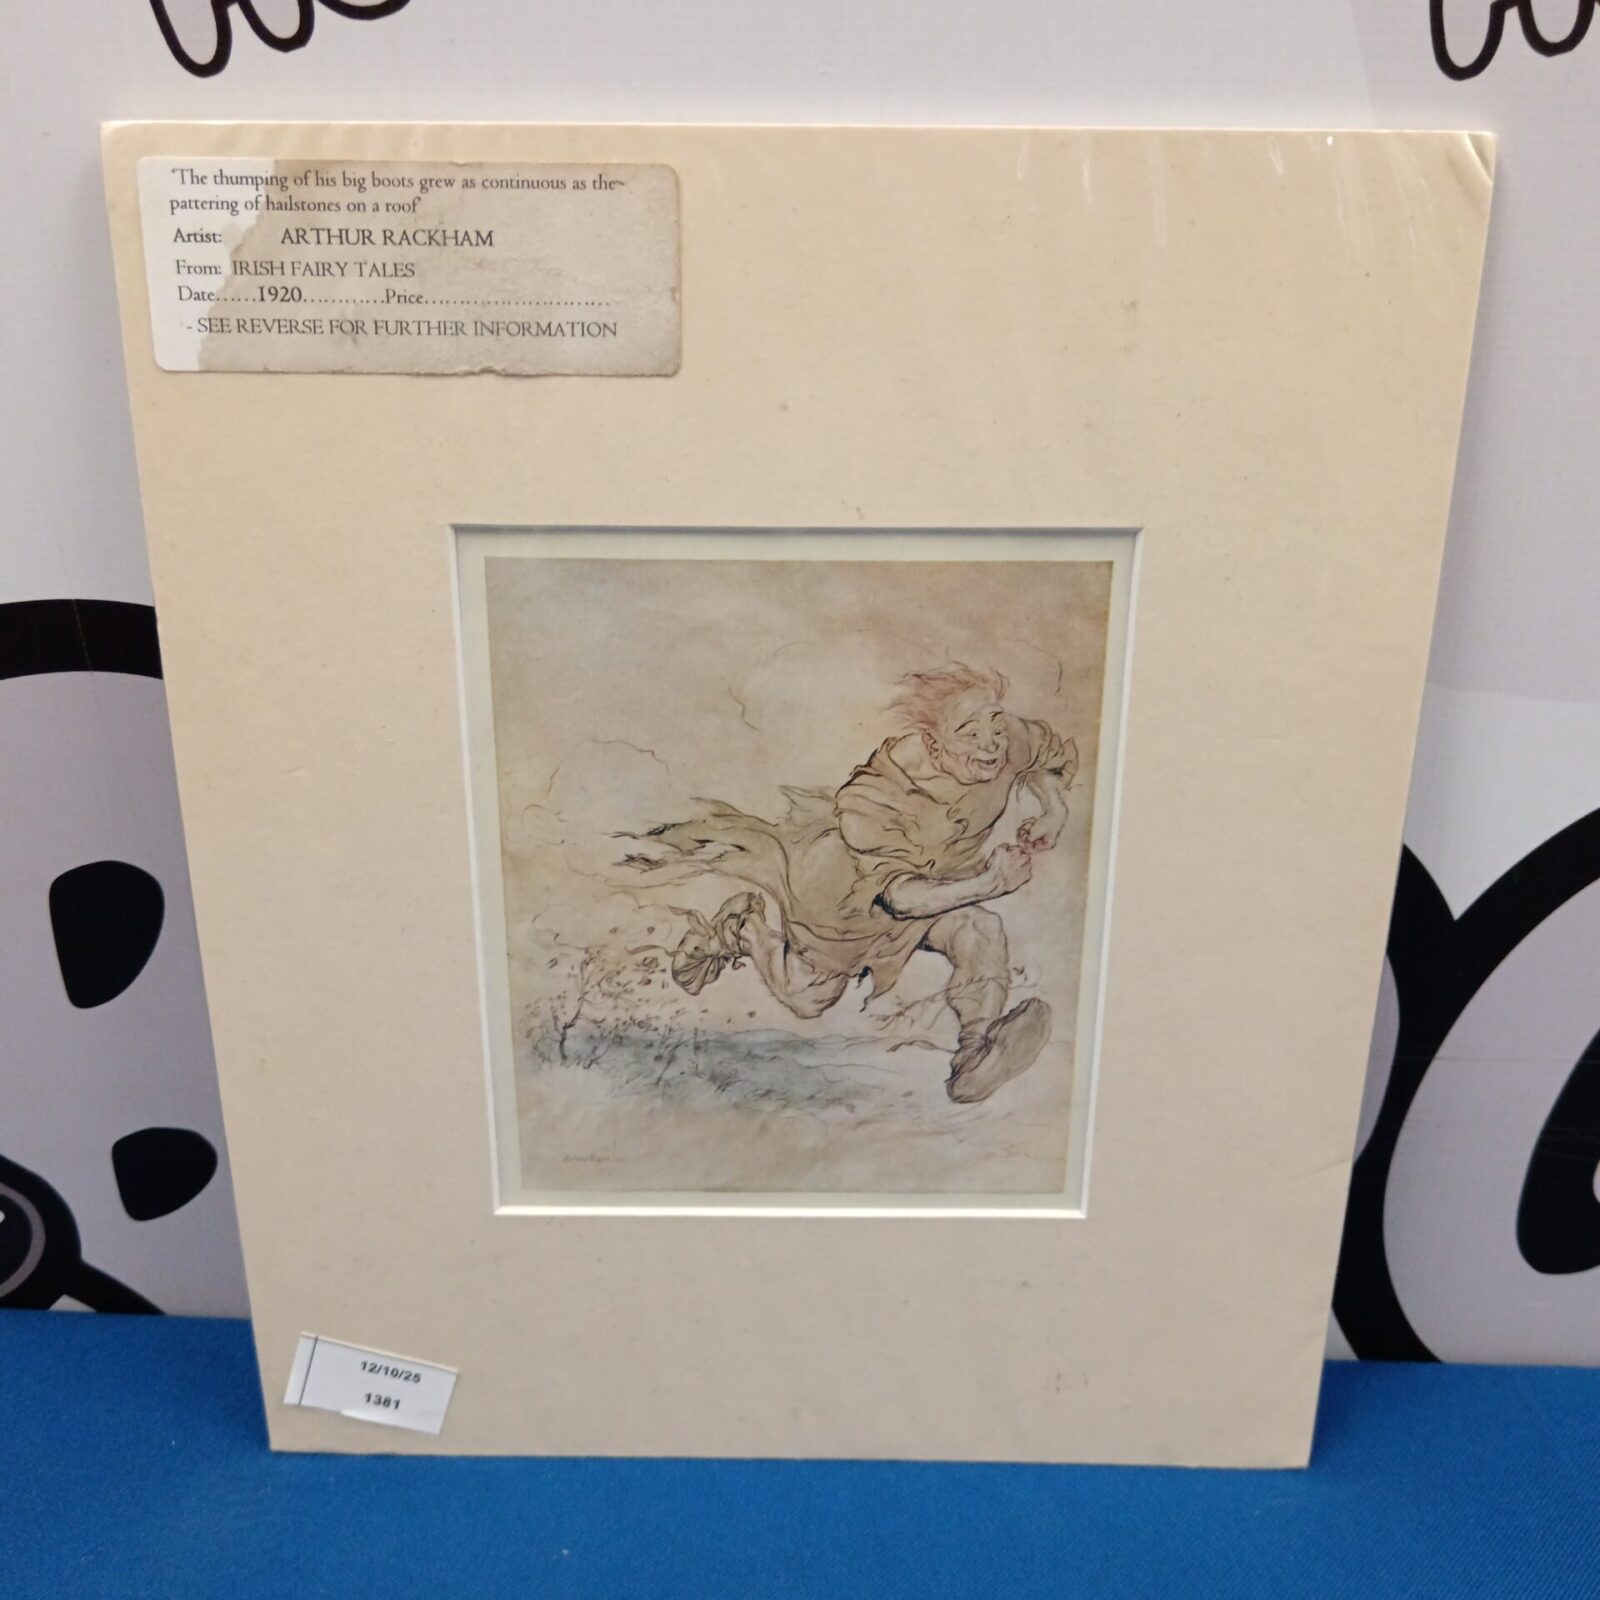 'The thumping of his big boots grew as continuous as the
pattering of hailstones on a roof'
Artist: ARTHUR RACKHAM
From: IRISH FAIRY TALES
Date......1920............Price..............................
- SEE REVERSE FOR FURTHER INFORMATION
12/10/25
1381